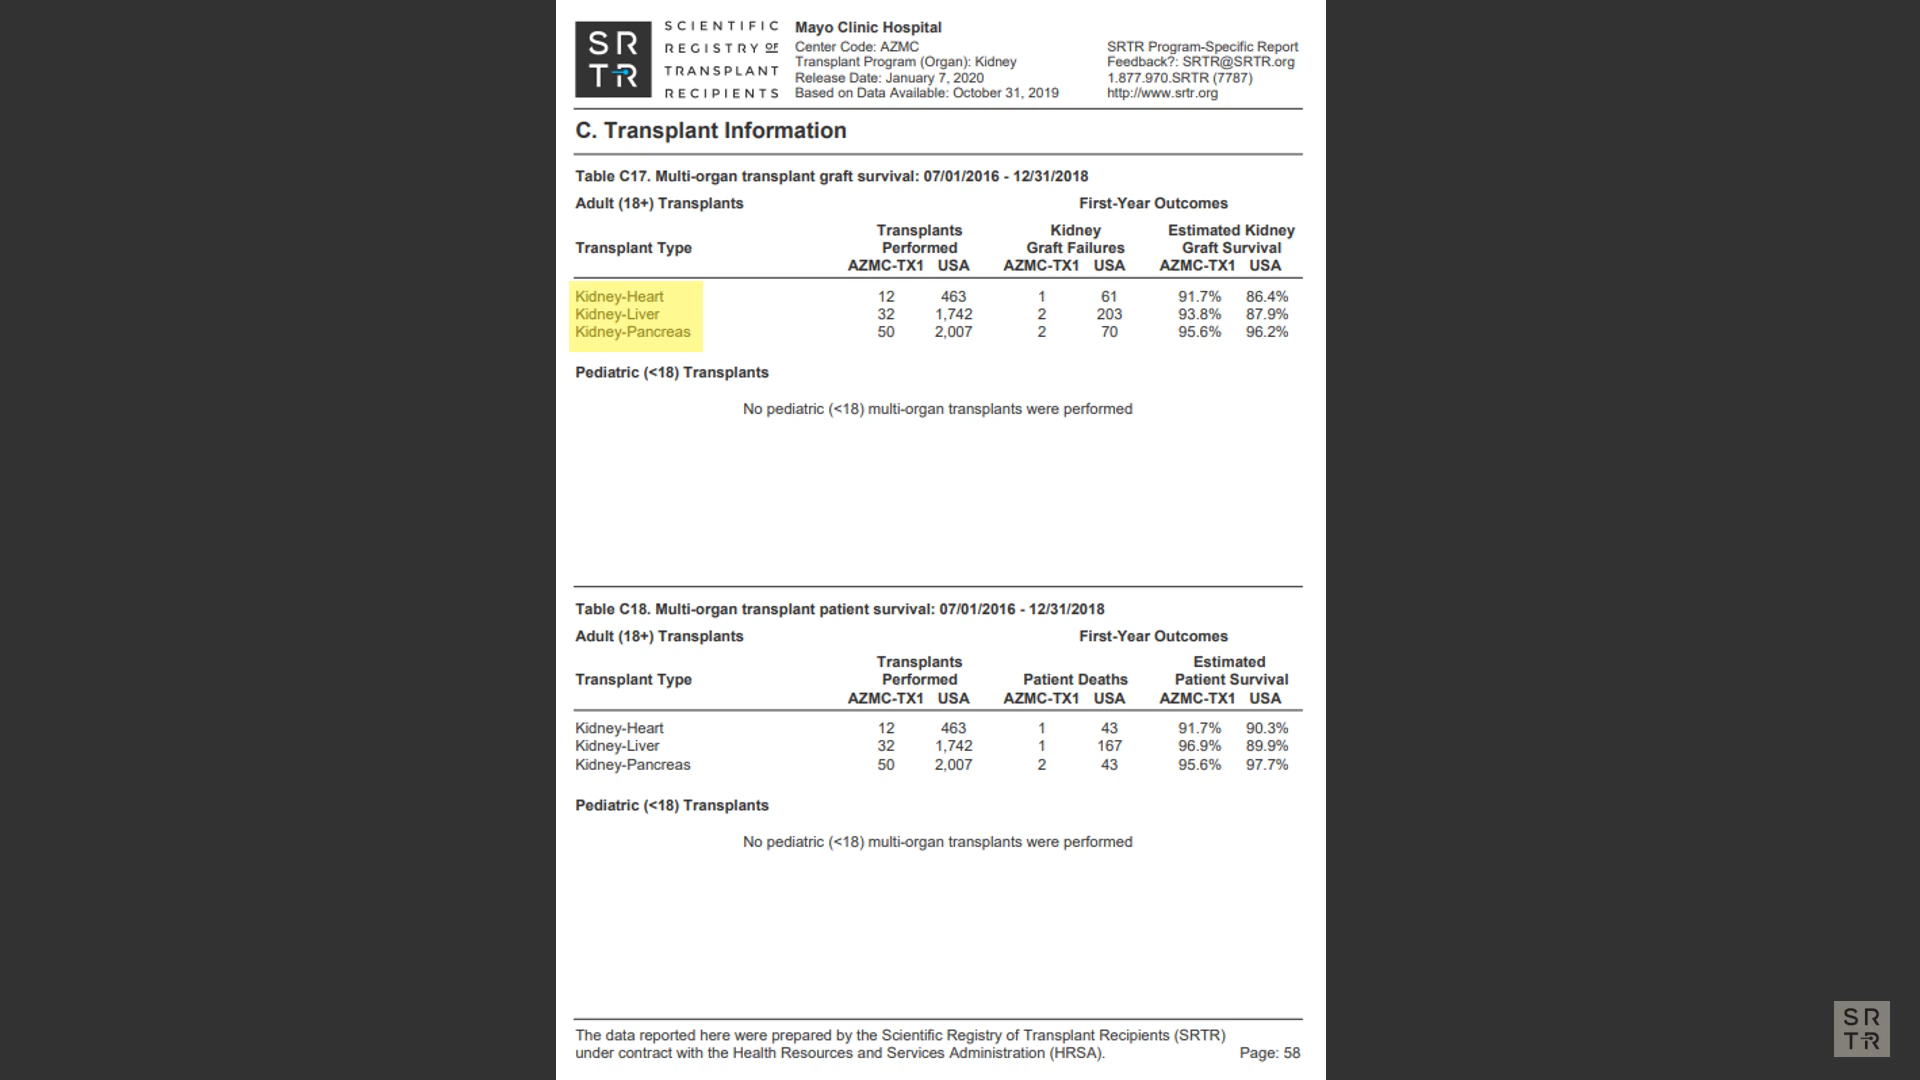 SR
TR
SCIENTIFIC
REGISTRY OF
TRANSPLANT
RECIPIENTS
Mayo Clinic Hospital
Center Code: AZMC
Transplant Program (Organ): Kidney
Release Date: January 7, 2020
Based on Data Available: October 31, 2019
SRTR Program-Specific Report
Feedback?: SRTR@SRTR.org
1.877.970.SRTR (7787)
http://www.srtr.org
C. Transplant Information
Table C17. Multi-organ transplant graft survival: 07/01/2016 - 12/31/2018
Adult (18+) Transplants First-Year Outcomes
Transplants Kidney Estimated Kidney
Transplant Type Performed Graft Failures Graft Survival
AZMC-TX1 USA AZMC-TX1 USA AZMC-TX1 USA
Kidney-Heart 12 463 1 61 91.7% 86.4%
Kidney-Liver 32 1,742 2 203 93.8% 87.9%
Kidney-Pancreas 50 2,007 2 70 95.6% 96.2%
Pediatric (<18) Transplants
No pediatric (<18) multi-organ transplants were performed
Table C18. Multi-organ transplant patient survival: 07/01/2016 - 12/31/2018
Adult (18+) Transplants First-Year Outcomes
Transplants Estimated
Transplant Type Performed Patient Deaths Patient Survival
AZMC-TX1 USA AZMC-TX1 USA AZMC-TX1 USA
Kidney-Heart 12 463 1 43 91.7% 90.3%
Kidney-Liver 32 1,742 1 167 96.9% 89.9%
Kidney-Pancreas 50 2,007 2 43 95.6% 97.7%
Pediatric (<18) Transplants
No pediatric (<18) multi-organ transplants were performed
The data reported here were prepared by the Scientific Registry of Transplant Recipients (SRTR)
under contract with the Health Resources and Services Administration (HRSA). Page: 58
SR
TR